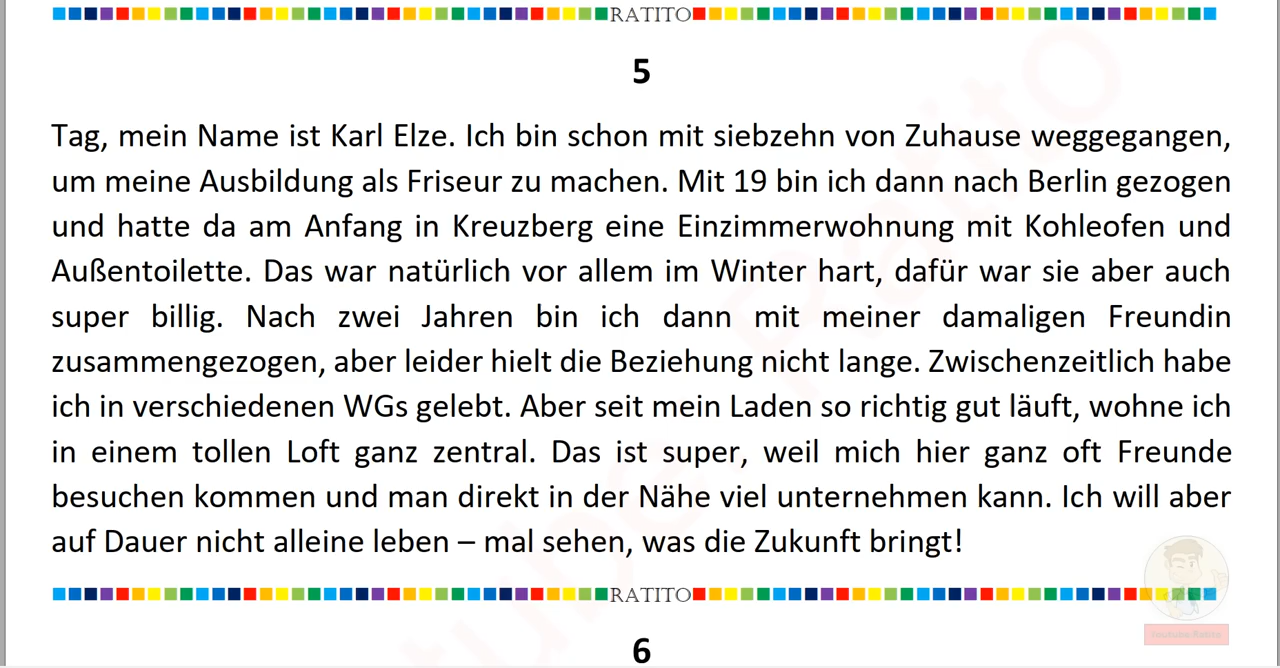 RATITO
5
Tag, mein Name ist Karl Elze. Ich bin schon mit siebzehn von Zuhause weggegangen,
um meine Ausbildung als Friseur zu machen. Mit 19 bin ich dann nach Berlin gezogen
und hatte da am Anfang in Kreuzberg eine Einzimmerwohnung mit Kohleofen und
Außentoilette. Das war natürlich vor allem im Winter hart, dafür war sie aber auch
super billig. Nach zwei Jahren bin ich dann mit meiner damaligen Freundin
zusammengezogen, aber leider hielt die Beziehung nicht lange. Zwischenzeitlich habe
ich in verschiedenen WGs gelebt. Aber seit mein Laden so richtig gut läuft, wohne ich
in einem tollen Loft ganz zentral. Das ist super, weil mich hier ganz oft Freunde
besuchen kommen und man direkt in der Nähe viel unternehmen kann. Ich will aber
auf Dauer nicht alleine leben – mal sehen, was die Zukunft bringt!
RATITO
Youtube:Ratito
6